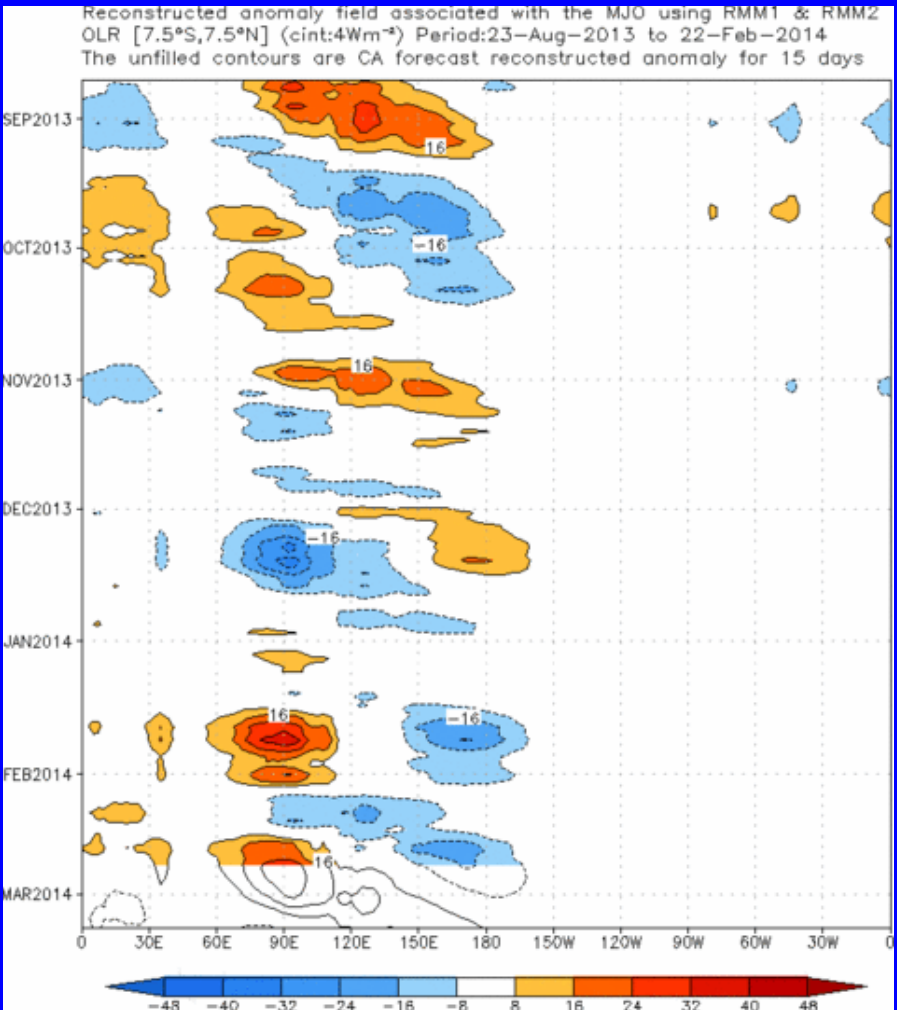 Reconstructed anomaly field associated with the MJO using RMM1 & RMM2
OLR [7.5°S,7.5°N] (cint:4Wm⁻²) Period:23-Aug-2013 to 22-Feb-2014
The unfilled contours are CA forecast reconstructed anomaly for 15 days
SEP2013
16
OCT2013
-16
NOV2013
16
DEC2013
-16
JAN2014
16
-16
FEB2014
16
MAR2014
0 30E 60E 90E 120E 150E 180 150W 120W 90W 60W 30W 0
-48 -40 -32 -24 -16 -8 8 16 24 32 40 48